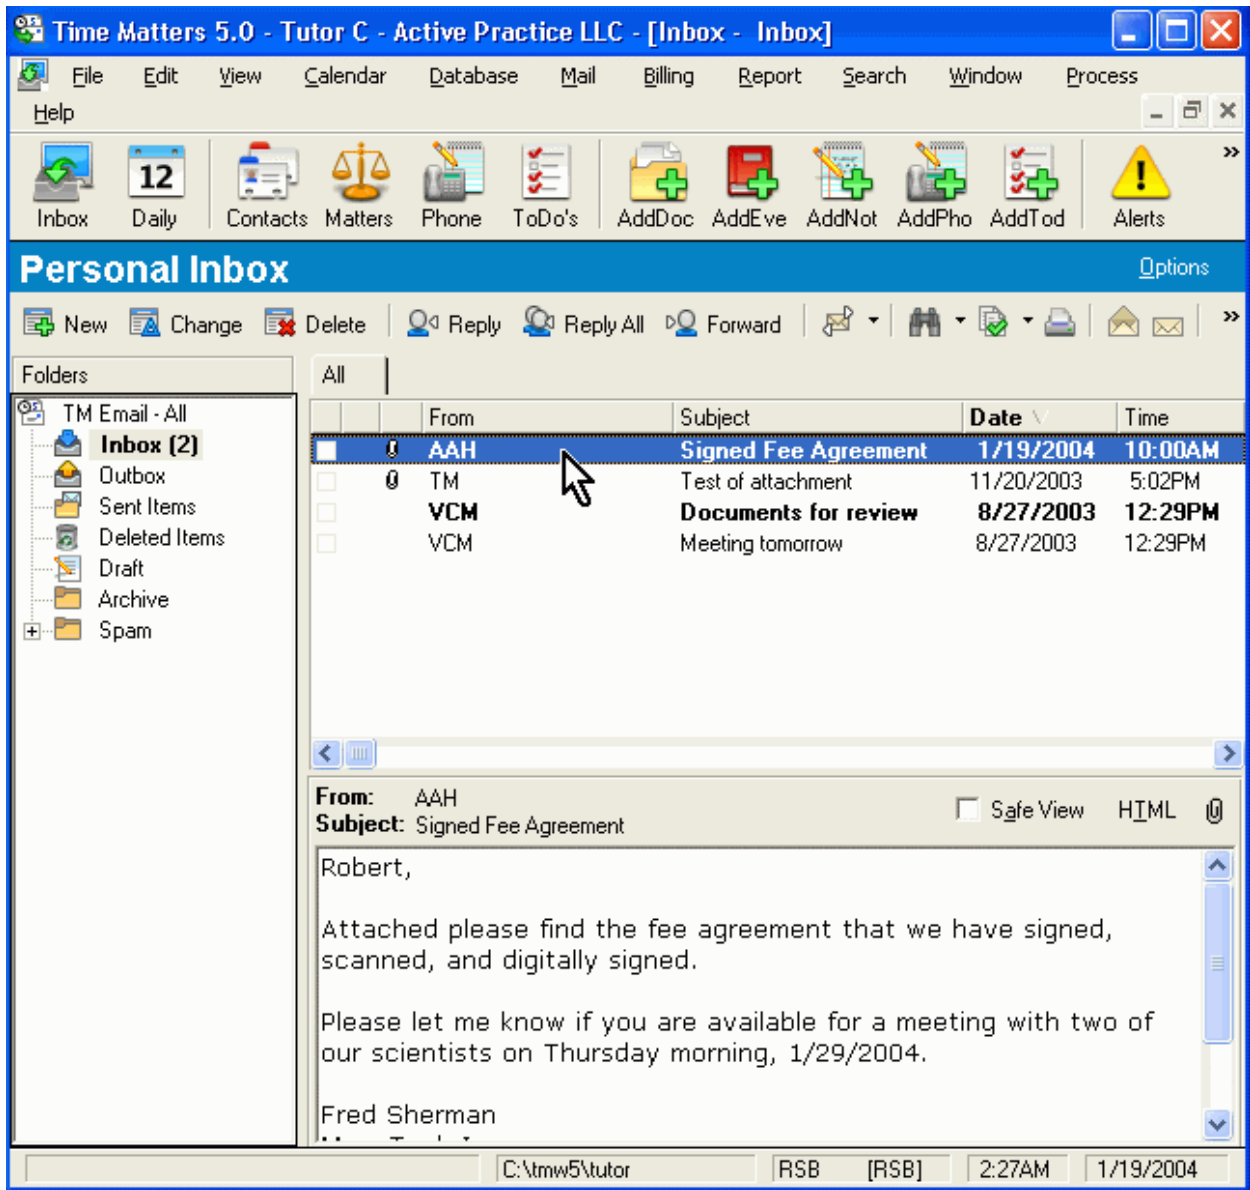 Time Matters 5.0 - Tutor C - Active Practice LLC - [Inbox - Inbox]
File Edit View Calendar Database Mail Billing Report Search Window Process
Help
12
Inbox Daily Contacts Matters Phone ToDo's AddDoc AddEve AddNot AddPho AddTod Alerts
Personal Inbox Options
New Change Delete Reply Reply All Forward
Folders All
TM Email - All From Subject Date Time
Inbox (2) AAH Signed Fee Agreement 1/19/2004 10:00AM
Outbox TM Test of attachment 11/20/2003 5:02PM
Sent Items VCM Documents for review 8/27/2003 12:29PM
Deleted Items VCM Meeting tomorrow 8/27/2003 12:29PM
Draft
Archive
Spam
From: AAH
Subject: Signed Fee Agreement Safe View HTML
Robert,
Attached please find the fee agreement that we have signed,
scanned, and digitally signed.
Please let me know if you are available for a meeting with two of
our scientists on Thursday morning, 1/29/2004.
Fred Sherman
C:\tmw5\tutor RSB [RSB] 2:27AM 1/19/2004